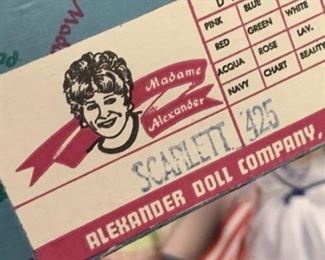 Madame
Alexander
PINK BLUE WHITE
RED GREEN
ACQUA ROSE LAV.
NAVY CHART BEAUTY
SCARLETT 425
ALEXANDER DOLL COMPANY,